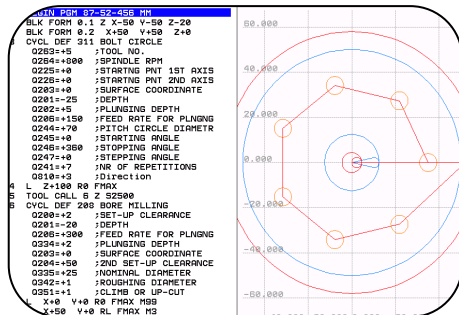 BEGIN PGM 87-52-456 MM
BLK FORM 0.1 Z X-50 Y-50 Z-20
BLK FORM 0.2 X+50 Y+50 Z+0
CYCL DEF 311 BOLT CIRCLE
Q263=+5 ;TOOL NO.
Q264=+800 ;SPINDLE RPM
Q225=+0 ;STARTNG PNT 1ST AXIS
Q226=+0 ;STARTNG PNT 2ND AXIS
Q203=+0 ;SURFACE COORDINATE
Q201=-25 ;DEPTH
Q202=+5 ;PLUNGING DEPTH
Q206=+150 ;FEED RATE FOR PLNGNG
Q244=+70 ;PITCH CIRCLE DIAMETR
Q245=+0 ;STARTING ANGLE
Q246=+360 ;STOPPING ANGLE
Q247=+0 ;STEPPING ANGLE
Q241=+7 ;NR OF REPETITIONS
Q810=+3 ;Direction
4 L Z+100 R0 FMAX
5 TOOL CALL 6 Z S2500
6 CYCL DEF 208 BORE MILLING
Q200=+2 ;SET-UP CLEARANCE
Q201=-20 ;DEPTH
Q206=+300 ;FEED RATE FOR PLNGNG
Q334=+2 ;PLUNGING DEPTH
Q203=+0 ;SURFACE COORDINATE
Q204=+50 ;2ND SET-UP CLEARANCE
Q335=+25 ;NOMINAL DIAMETER
Q342=+1 ;ROUGHING DIAMETER
Q351=+1 ;CLIMB OR UP-CUT
L X+0 Y+0 R0 FMAX M99
X+50 Y+0 RL FMAX M3
60.000
40.000
20.000
0.000
-20.000
-40.000
-60.000